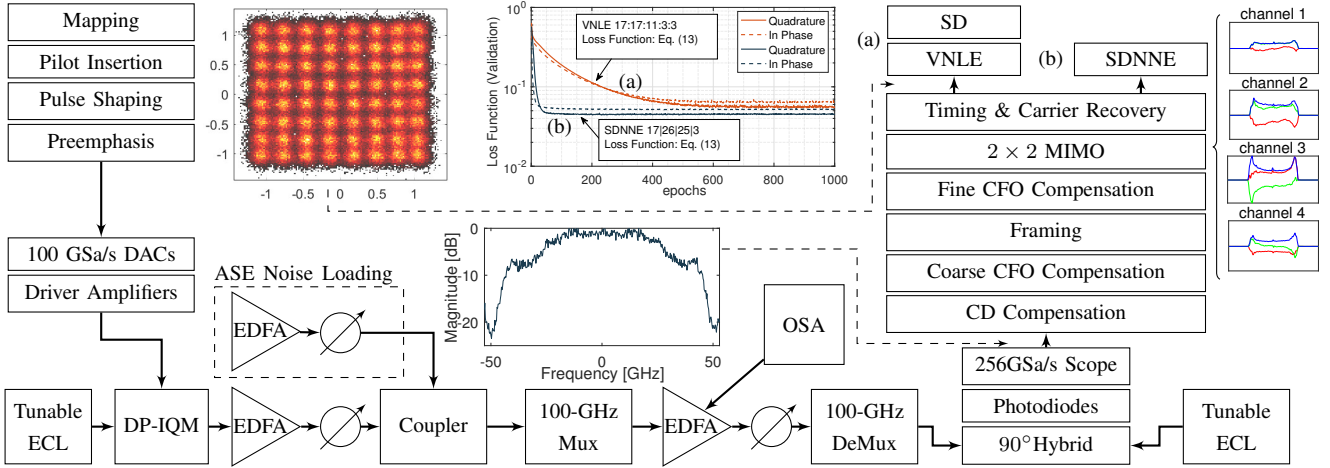 Mapping
Pilot Insertion
Pulse Shaping
Preemphasis
100 GSa/s DACs
Driver Amplifiers
Tunable
ECL
DP-IQM
1
0.5
0
-0.5
-1
-1
-0.5
0
0.5
1
Los Function (Validation)
10^0
10^-1
10^-2
0
200
400
600
800
1000
epochs
VNLE 17:17:11:3:3
Loss Function: Eq. (13)
(a)
Quadrature
In Phase
Quadrature
In Phase
(b)
SDNNE 17|26|25|3
Loss Function: Eq. (13)
ASE Noise Loading
EDFA
EDFA
Coupler
Magnitude [dB]
0
-10
-20
-50
0
50
Frequency [GHz]
100-GHz
Mux
EDFA
OSA
100-GHz
DeMux
(a)
SD
VNLE
(b)
SDNNE
Timing & Carrier Recovery
2 × 2 MIMO
Fine CFO Compensation
Framing
Coarse CFO Compensation
CD Compensation
256GSa/s Scope
Photodiodes
90°Hybrid
Tunable
ECL
channel 1
channel 2
channel 3
channel 4